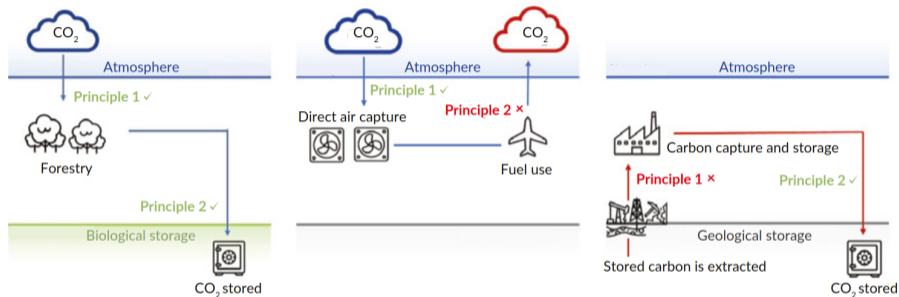 CO₂
Atmosphere
Principle 1 ✓
Forestry
Principle 2 ✓
Biological storage
CO₂ stored
CO₂
CO₂
Atmosphere
Principle 1 ✓
Principle 2 ×
Direct air capture
Fuel use
Atmosphere
Carbon capture and storage
Principle 1 ×
Principle 2 ✓
Geological storage
Stored carbon is extracted
CO₂ stored